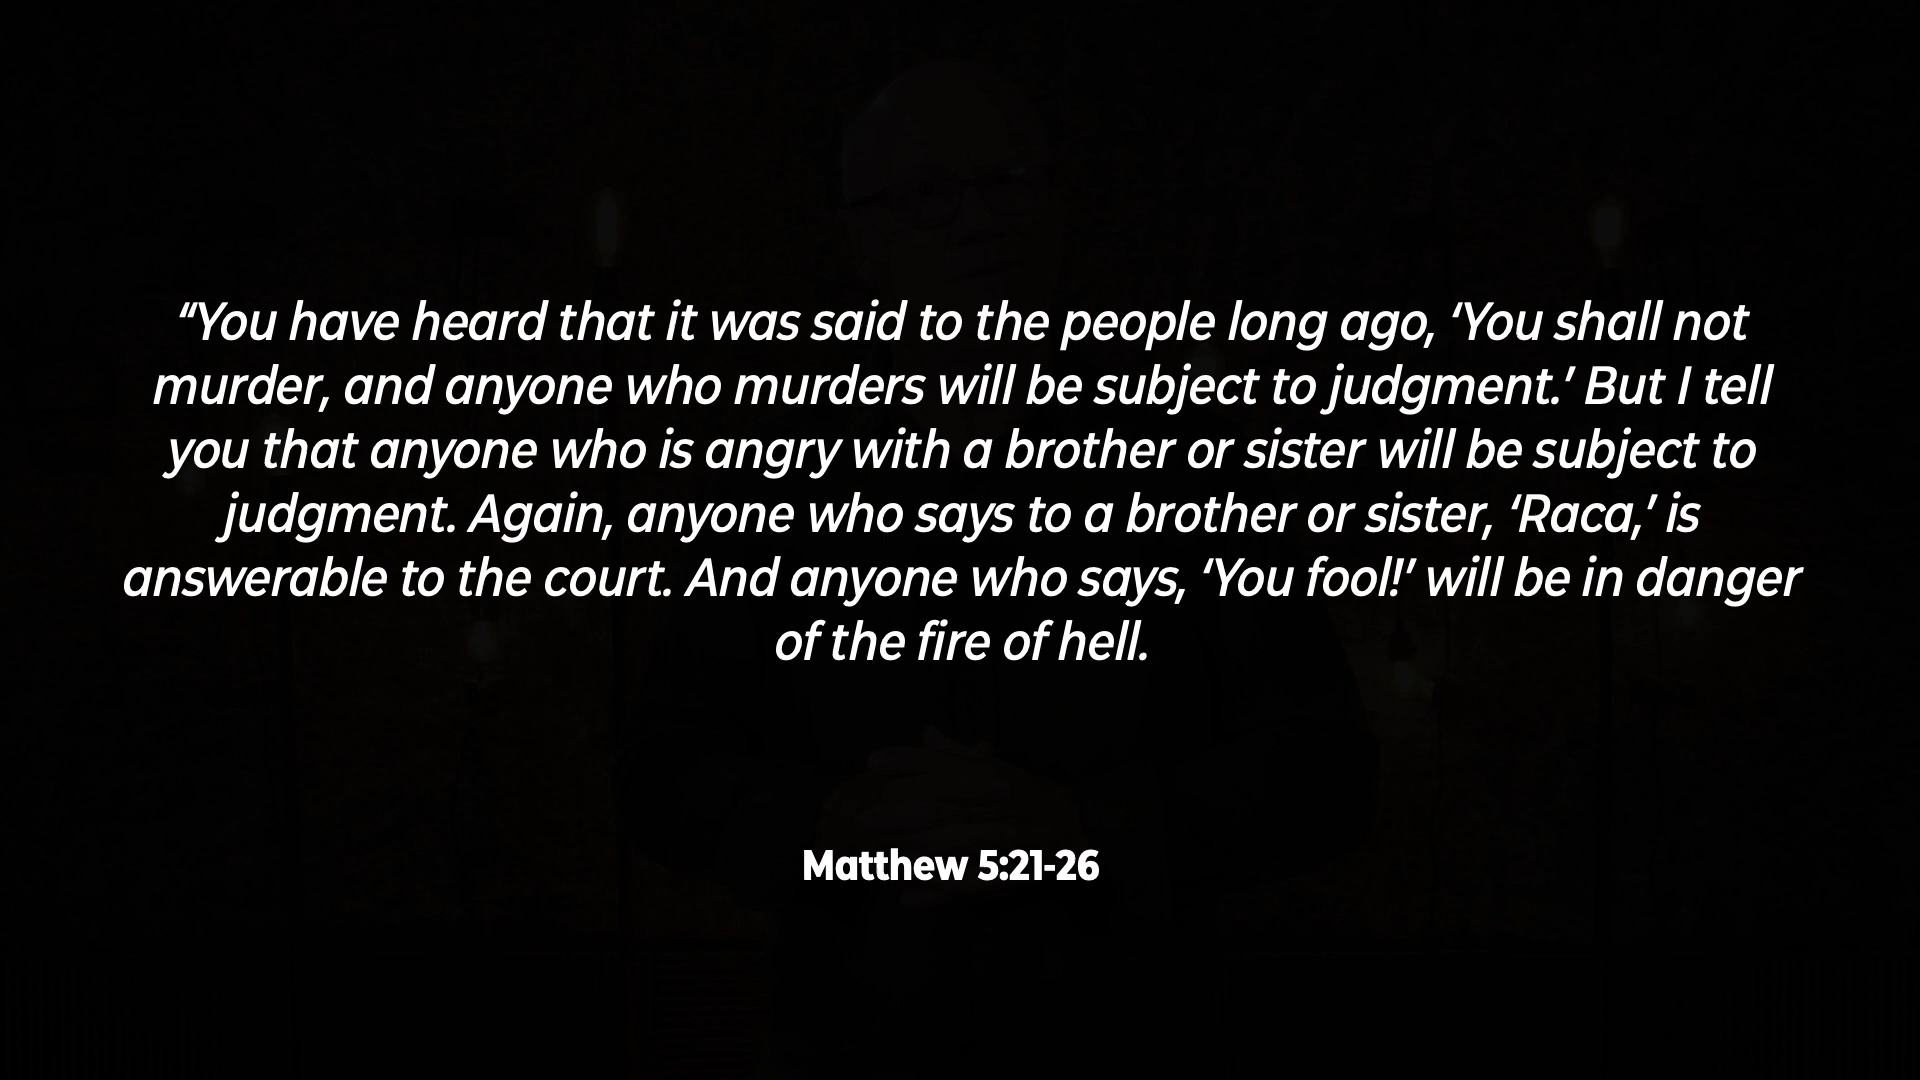 “You have heard that it was said to the people long ago, ‘You shall not
murder, and anyone who murders will be subject to judgment.’ But I tell
you that anyone who is angry with a brother or sister will be subject to
judgment. Again, anyone who says to a brother or sister, ‘Raca,’ is
answerable to the court. And anyone who says, ‘You fool!’ will be in danger
of the fire of hell.
Matthew 5:21-26